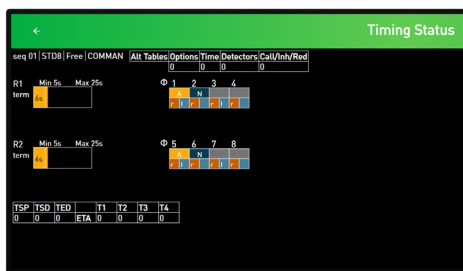 ← Timing Status
seq 01 | STD8 | Free | COMMAN Alt Tables Options Time Detectors Call/Inh/Red
0 0 0 0
R1 Min 5s Max 25s Φ 1 2 3 4
term 6s A N
r l r l r l r l
R2 Min 5s Max 25s Φ 5 6 7 8
term 6s A N
r l r l r l r l
TSP TSD TED T1 T2 T3 T4
0 0 0 ETA 0 0 0 0